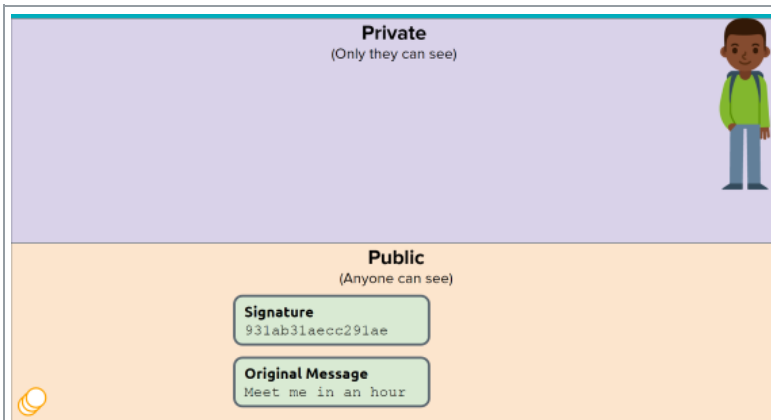 Private
(Only they can see)
Public
(Anyone can see)
Signature
931ab31aecc291ae
Original Message
Meet me in an hour